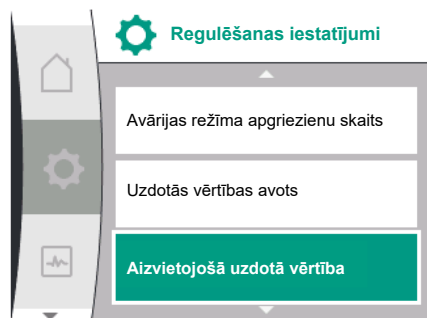 Regulēšanas iestatījumi
Avārijas režīma apgriezienu skaits
Uzdotās vērtības avots
Aizvietojošā uzdotā vērtība